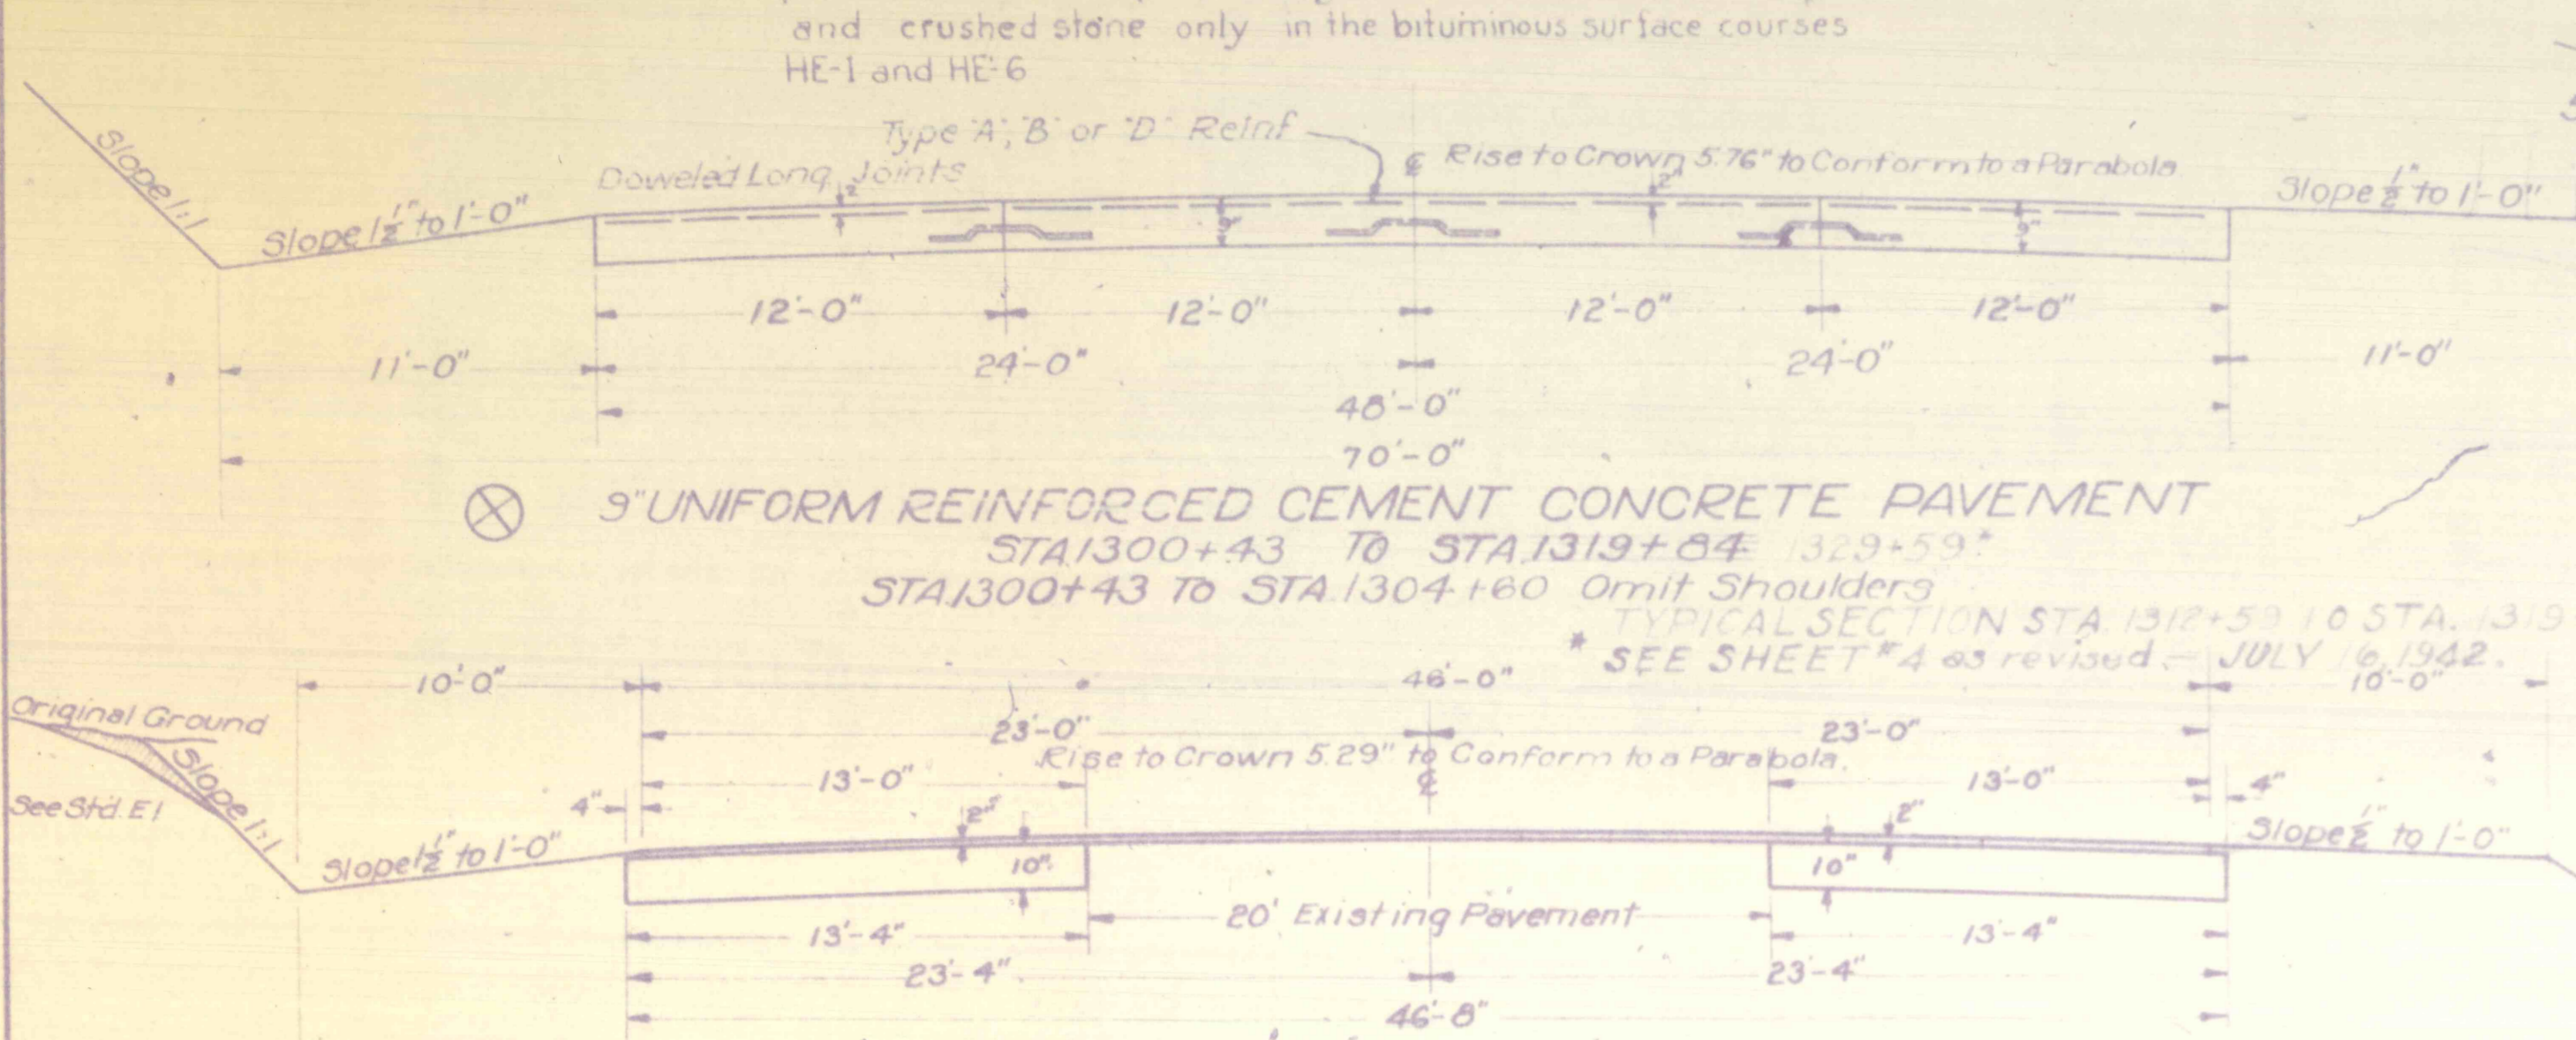 and crushed stone only in the bituminous surface courses
HE-1 and HE-6
Type "A", "B" or "D" Reinf
Doweled Long. Joints
℄ Rise to Crown 5.76" to Conform to a Parabola
Slope 1:1
Slope 1½" to 1'-0"
Slope ½" to 1'-0"
2"
2"
9"
9"
12'-0" 12'-0" 12'-0" 12'-0"
11'-0" 24'-0" 24'-0" 11'-0"
48'-0"
70'-0"
9" UNIFORM REINFORCED CEMENT CONCRETE PAVEMENT
STA.1300+43 TO STA.1319+84 1329+59*
STA.1300+43 TO STA.1304+60 Omit Shoulders
TYPICAL SECTION STA. 1312+59 TO STA. 1319
* SEE SHEET #4 as revised - JULY 16, 1942.
10'-0" 46'-0" 10'-0"
Original Ground
23'-0" 23'-0"
Rise to Crown 5.29" to Conform to a Parabola.
℄
13'-0" 13'-0"
4" 4"
See Std. E1
Slope 1:1
2" 2"
Slope 1½" to 1'-0"
Slope ½" to 1'-0"
10" 10"
20' Existing Pavement
13'-4" 13'-4"
23'-4" 23'-4"
46'-8"